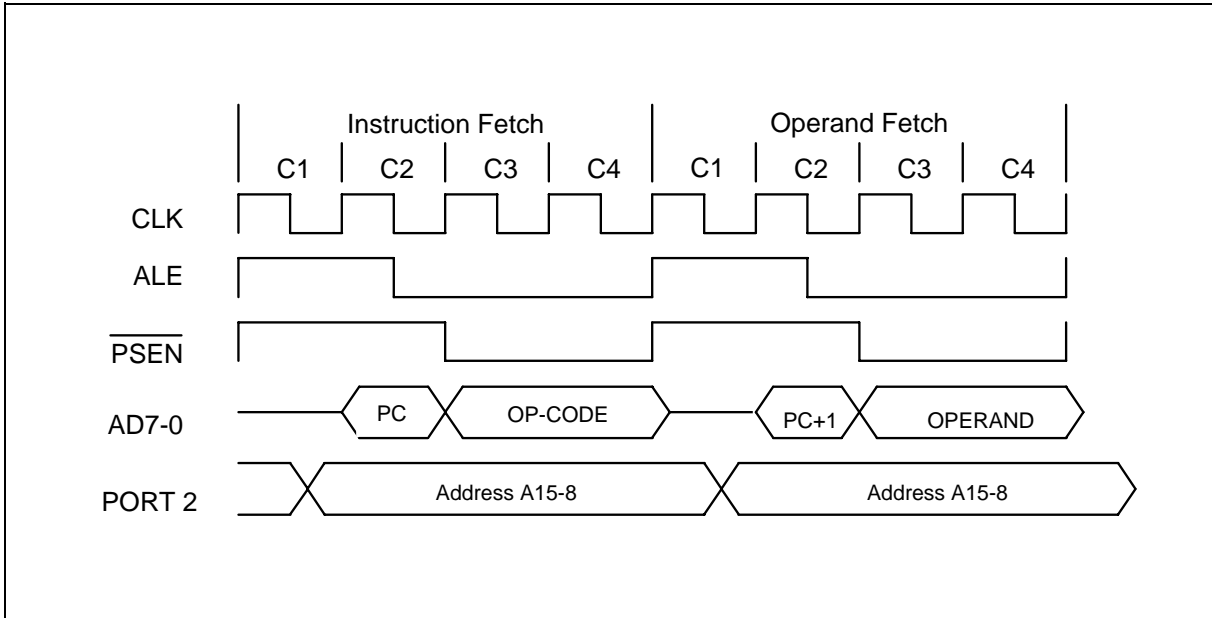 Instruction Fetch Operand Fetch
C1 C2 C3 C4 C1 C2 C3 C4
CLK
ALE
PSEN
AD7-0 PC OP-CODE PC+1 OPERAND
PORT 2 Address A15-8 Address A15-8